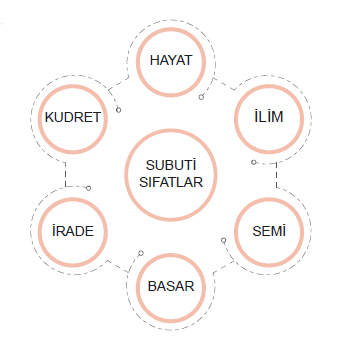 HAYAT
KUDRET
İLİM
SUBUTİ
SIFATLAR
İRADE
SEMİ
BASAR